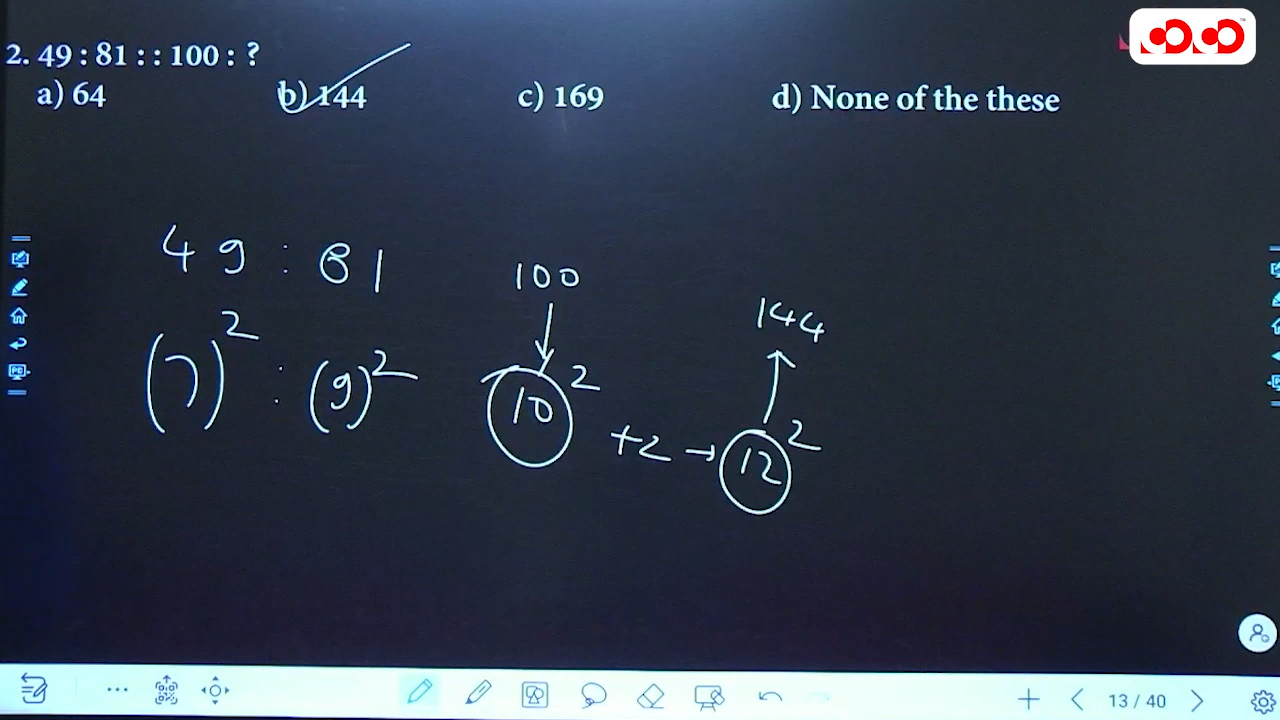 2. 49 : 81 : : 100 : ?
a) 64 b) 144 c) 169 d) None of the these
49 : 81
100
144
(7)² : (9)²
10² +2 → 12²
13 / 40